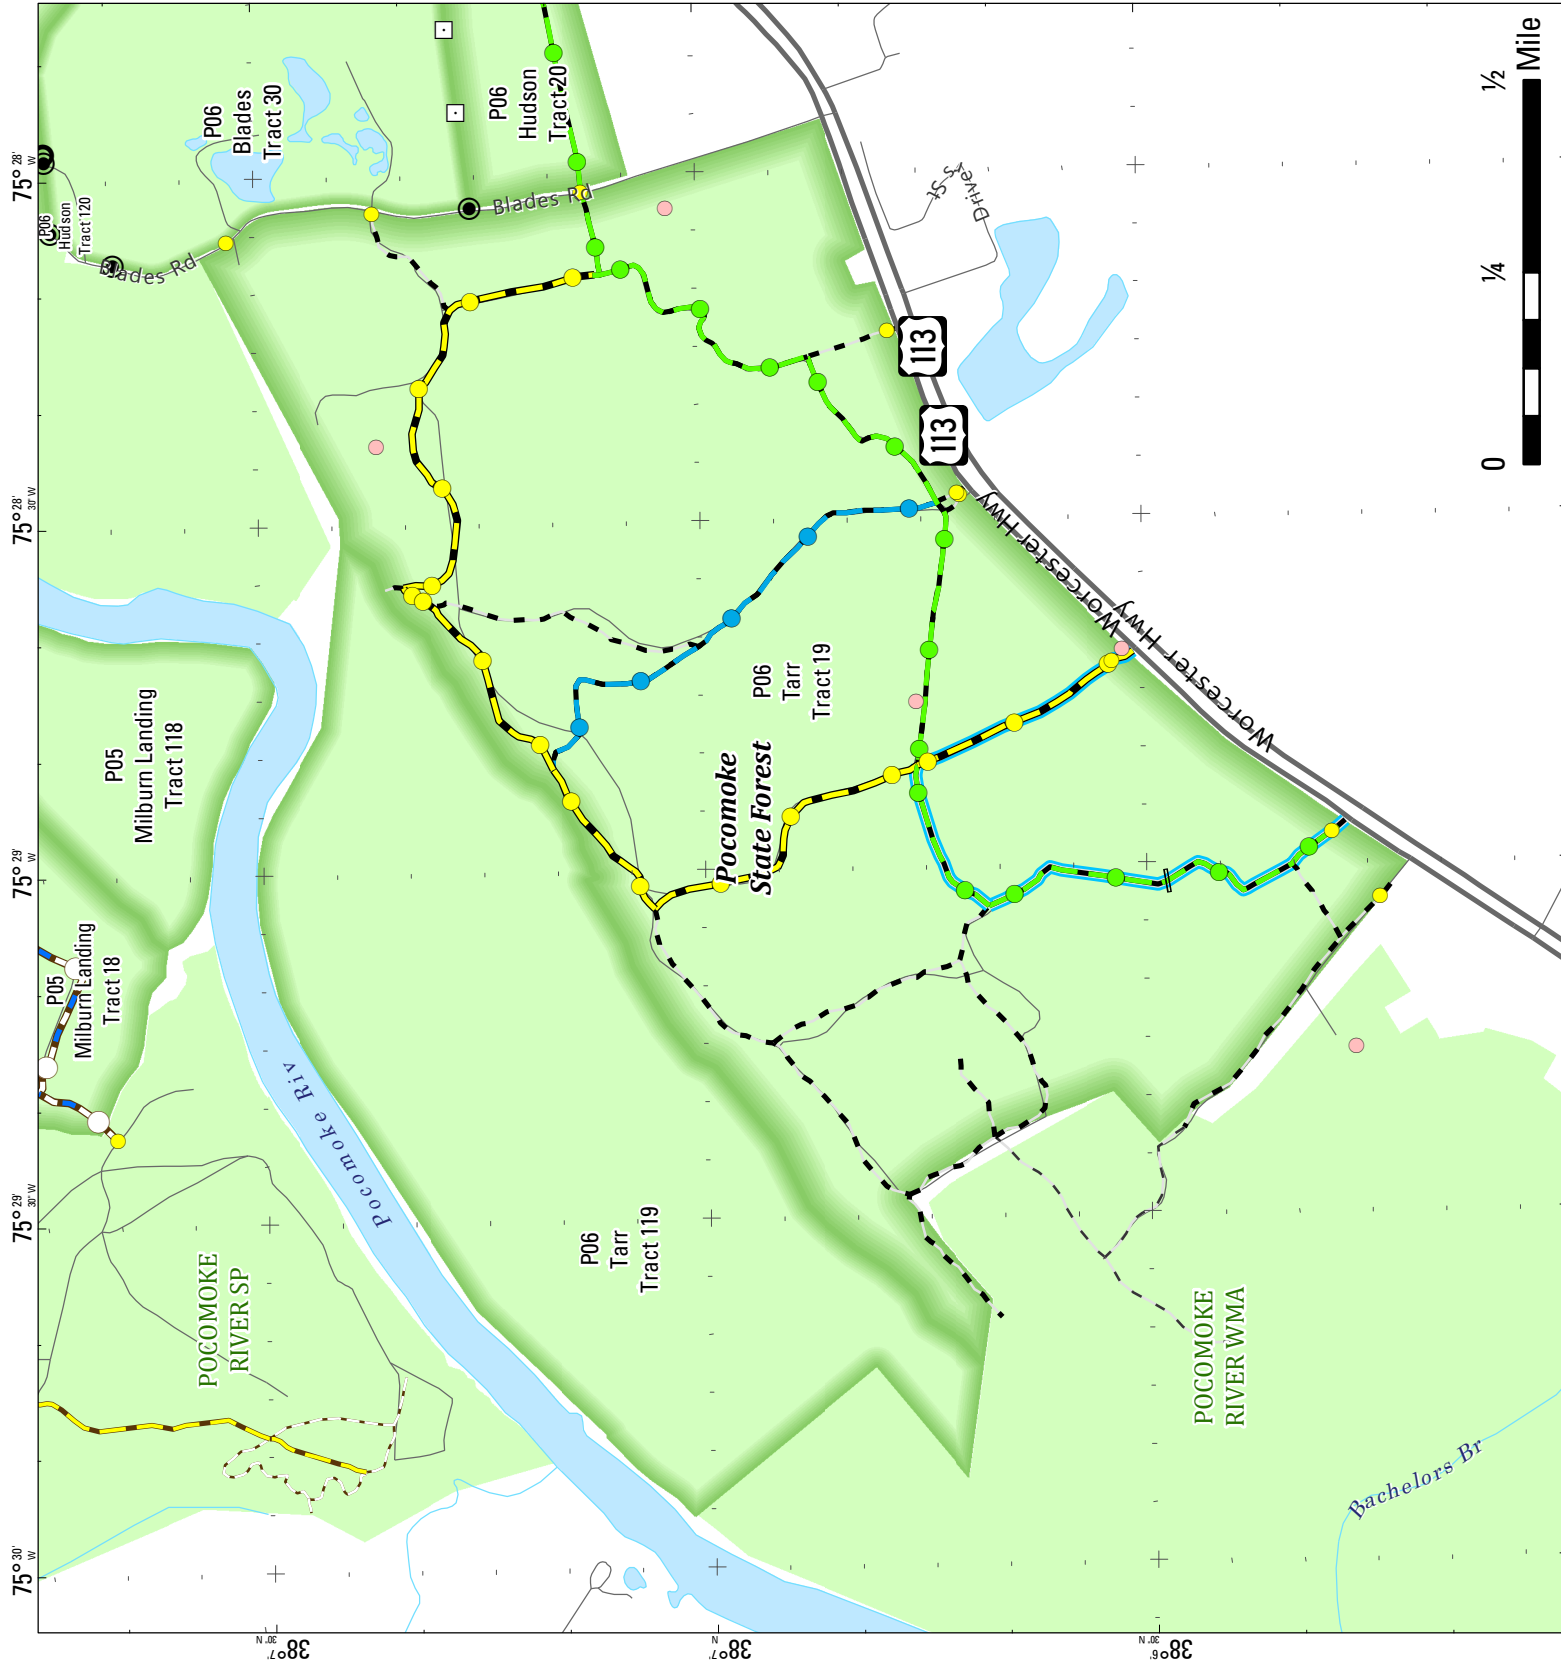 P06
Hudson
Tract 120
P06
Blades
Tract 30
P06
Hudson
Tract 20
Blades Rd
Blades Rd
Drive's St
113
113
P05
Milburn Landing
Tract 118
P05
Milburn Landing
Tract 18
P06
Tarr
Tract 19
Pocomoke
State Forest
Worcester Hwy
Worcester Hwy
Pocomoke Riv
P06
Tarr
Tract 119
POCOMOKE
RIVER SP
POCOMOKE
RIVER WMA
Bachelors Br
0
1/4
1/2
Mile
75°28'
W
75°28'
30" W
75°29'
W
75°29'
30" W
75°30'
W
38°7'
30" N
38°7'
N
38°6'
30" N